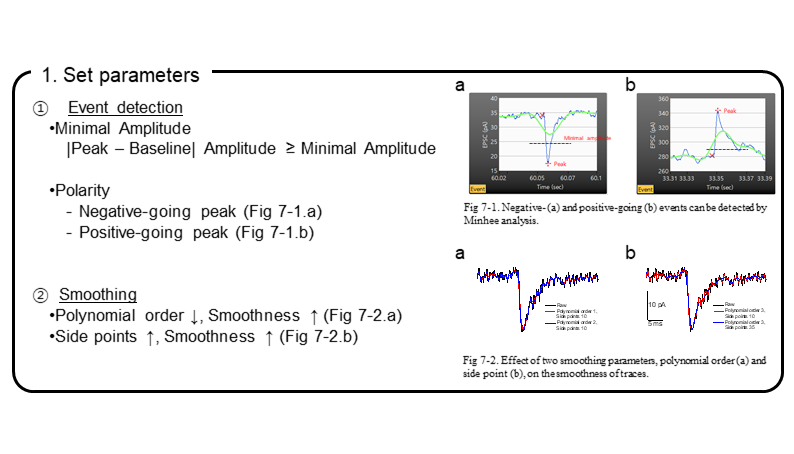 1. Set parameters
① Event detection
•Minimal Amplitude
|Peak – Baseline| Amplitude ≥ Minimal Amplitude
•Polarity
- Negative-going peak (Fig 7-1.a)
- Positive-going peak (Fig 7-1.b)
② Smoothing
•Polynomial order ↓, Smoothness ↑ (Fig 7-2.a)
•Side points ↑, Smoothness ↑ (Fig 7-2.b)
a
40
35
30
25
20
15
EPSC (pA)
Minimal amplitude
Peak
60.02 60.05 60.07 60.1
Event
Time (sec)
b
360
340
320
300
280
260
EPSC (pA)
Peak
33.31 33.33 33.35 33.37 33.39
Event
Time (sec)
Fig 7-1. Negative- (a) and positive-going (b) events can be detected by
Minhee analysis.
a
Raw
Polynomial order 1,
Side points 10
Polynomial order 2,
Side points 10
b
10 pA
5 ms
Raw
Polynomial order 3,
Side points 10
Polynomial order 3,
Side points 35
Fig 7-2. Effect of two smoothing parameters, polynomial order (a) and
side point (b), on the smoothness of traces.